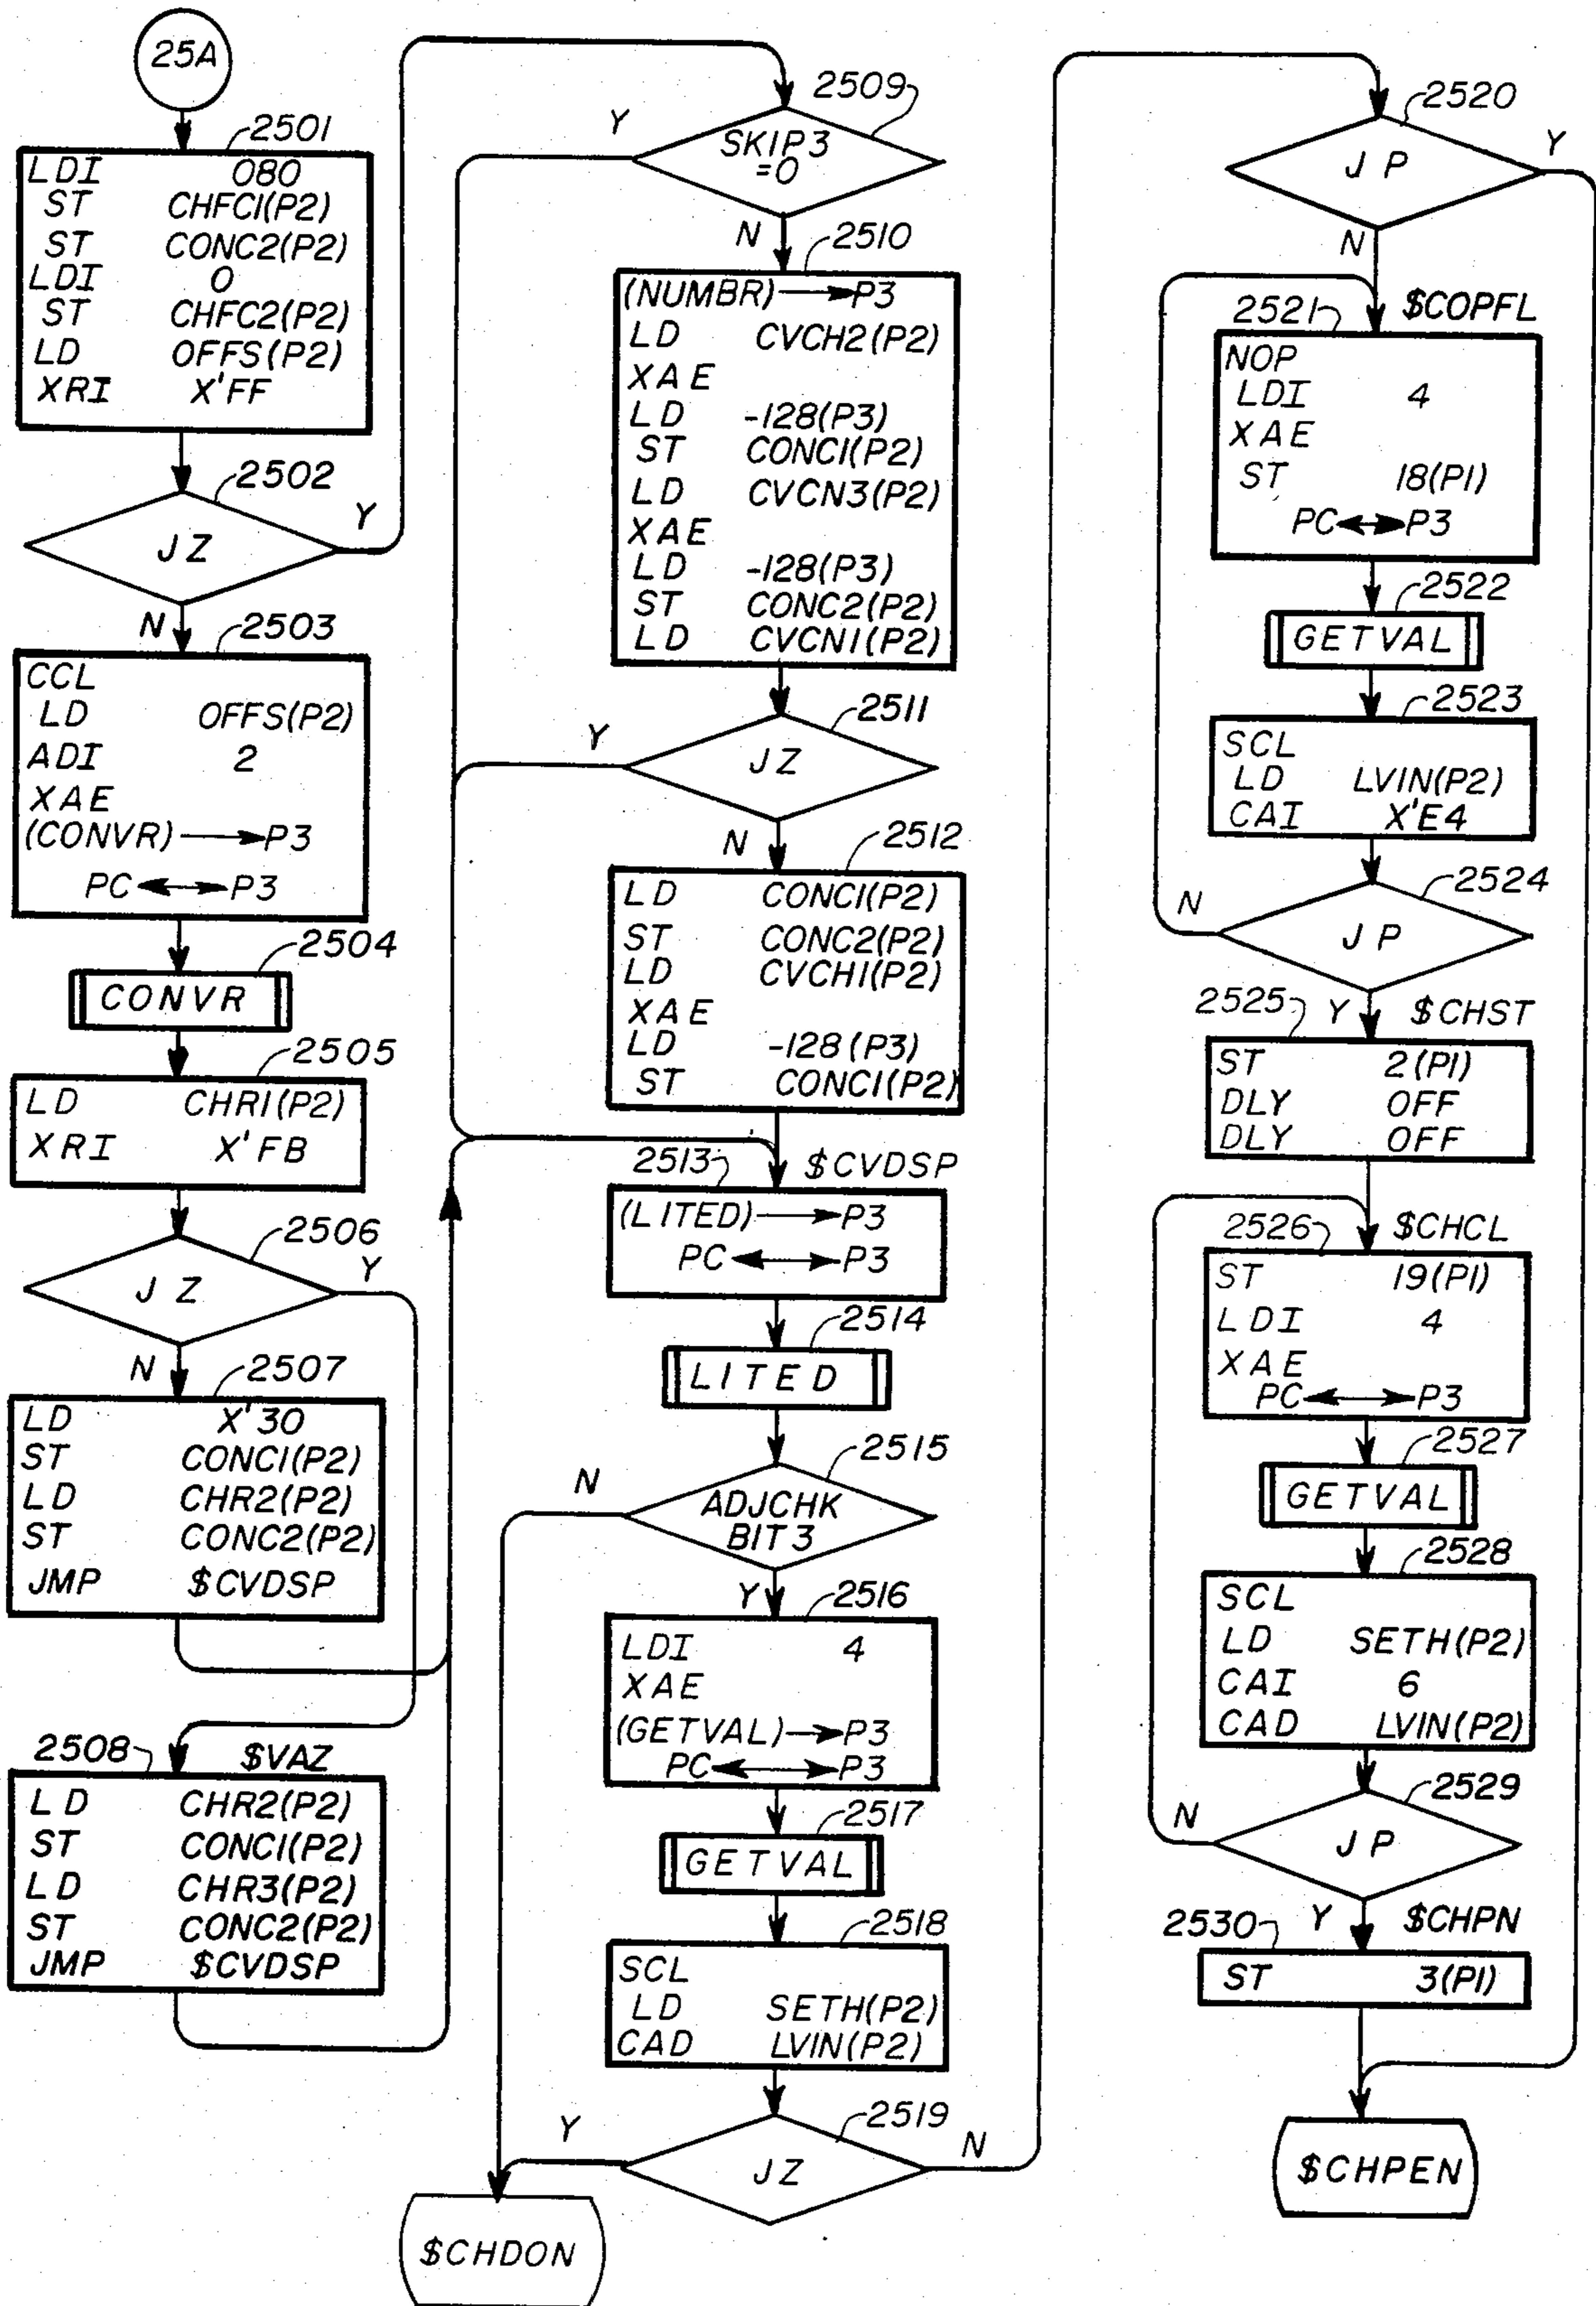 25A
2501
LDI 080
ST CHFC1(P2)
ST CONC2(P2)
LDI 0
ST CHFC2(P2)
LD OFFS(P2)
XRI X'FF
2502
JZ
Y
N
2503
CCL
LD OFFS(P2)
ADI 2
XAE
(CONVR) → P3
PC ↔ P3
2504
CONVR
2505
LD CHR1(P2)
XRI X'FB
2506
JZ
Y
N
2507
LD X'30
ST CONC1(P2)
LD CHR2(P2)
ST CONC2(P2)
JMP $CVDSP
2508
$VAZ
LD CHR2(P2)
ST CONC1(P2)
LD CHR3(P2)
ST CONC2(P2)
JMP $CVDSP
2509
Y
SKIP3
=0
N
2510
(NUMBR) → P3
LD CVCH2(P2)
XAE
LD -128(P3)
ST CONC1(P2)
LD CVCN3(P2)
XAE
LD -128(P3)
ST CONC2(P2)
LD CVCN1(P2)
2511
Y
JZ
N
2512
LD CONC1(P2)
ST CONC2(P2)
LD CVCH1(P2)
XAE
LD -128(P3)
ST CONC1(P2)
2513
$CVDSP
(LITED) → P3
PC ↔ P3
2514
LITED
2515
N
ADJCHK
BIT 3
Y
2516
LDI 4
XAE
(GETVAL) → P3
PC ↔ P3
2517
GETVAL
2518
SCL
LD SETH(P2)
CAD LVIN(P2)
2519
Y
JZ
N
$CHDON
2520
JP
Y
N
2521
$COPFL
NOP
LDI 4
XAE
ST 18(P1)
PC ↔ P3
2522
GETVAL
2523
SCL
LD LVIN(P2)
CAI X'E4
2524
N
JP
2525
Y
$CHST
ST 2(P1)
DLY OFF
DLY OFF
2526
$CHCL
ST 19(P1)
LDI 4
XAE
PC ↔ P3
2527
GETVAL
2528
SCL
LD SETH(P2)
CAI 6
CAD LVIN(P2)
2529
N
JP
2530
Y
$CHPN
ST 3(P1)
$CHPEN